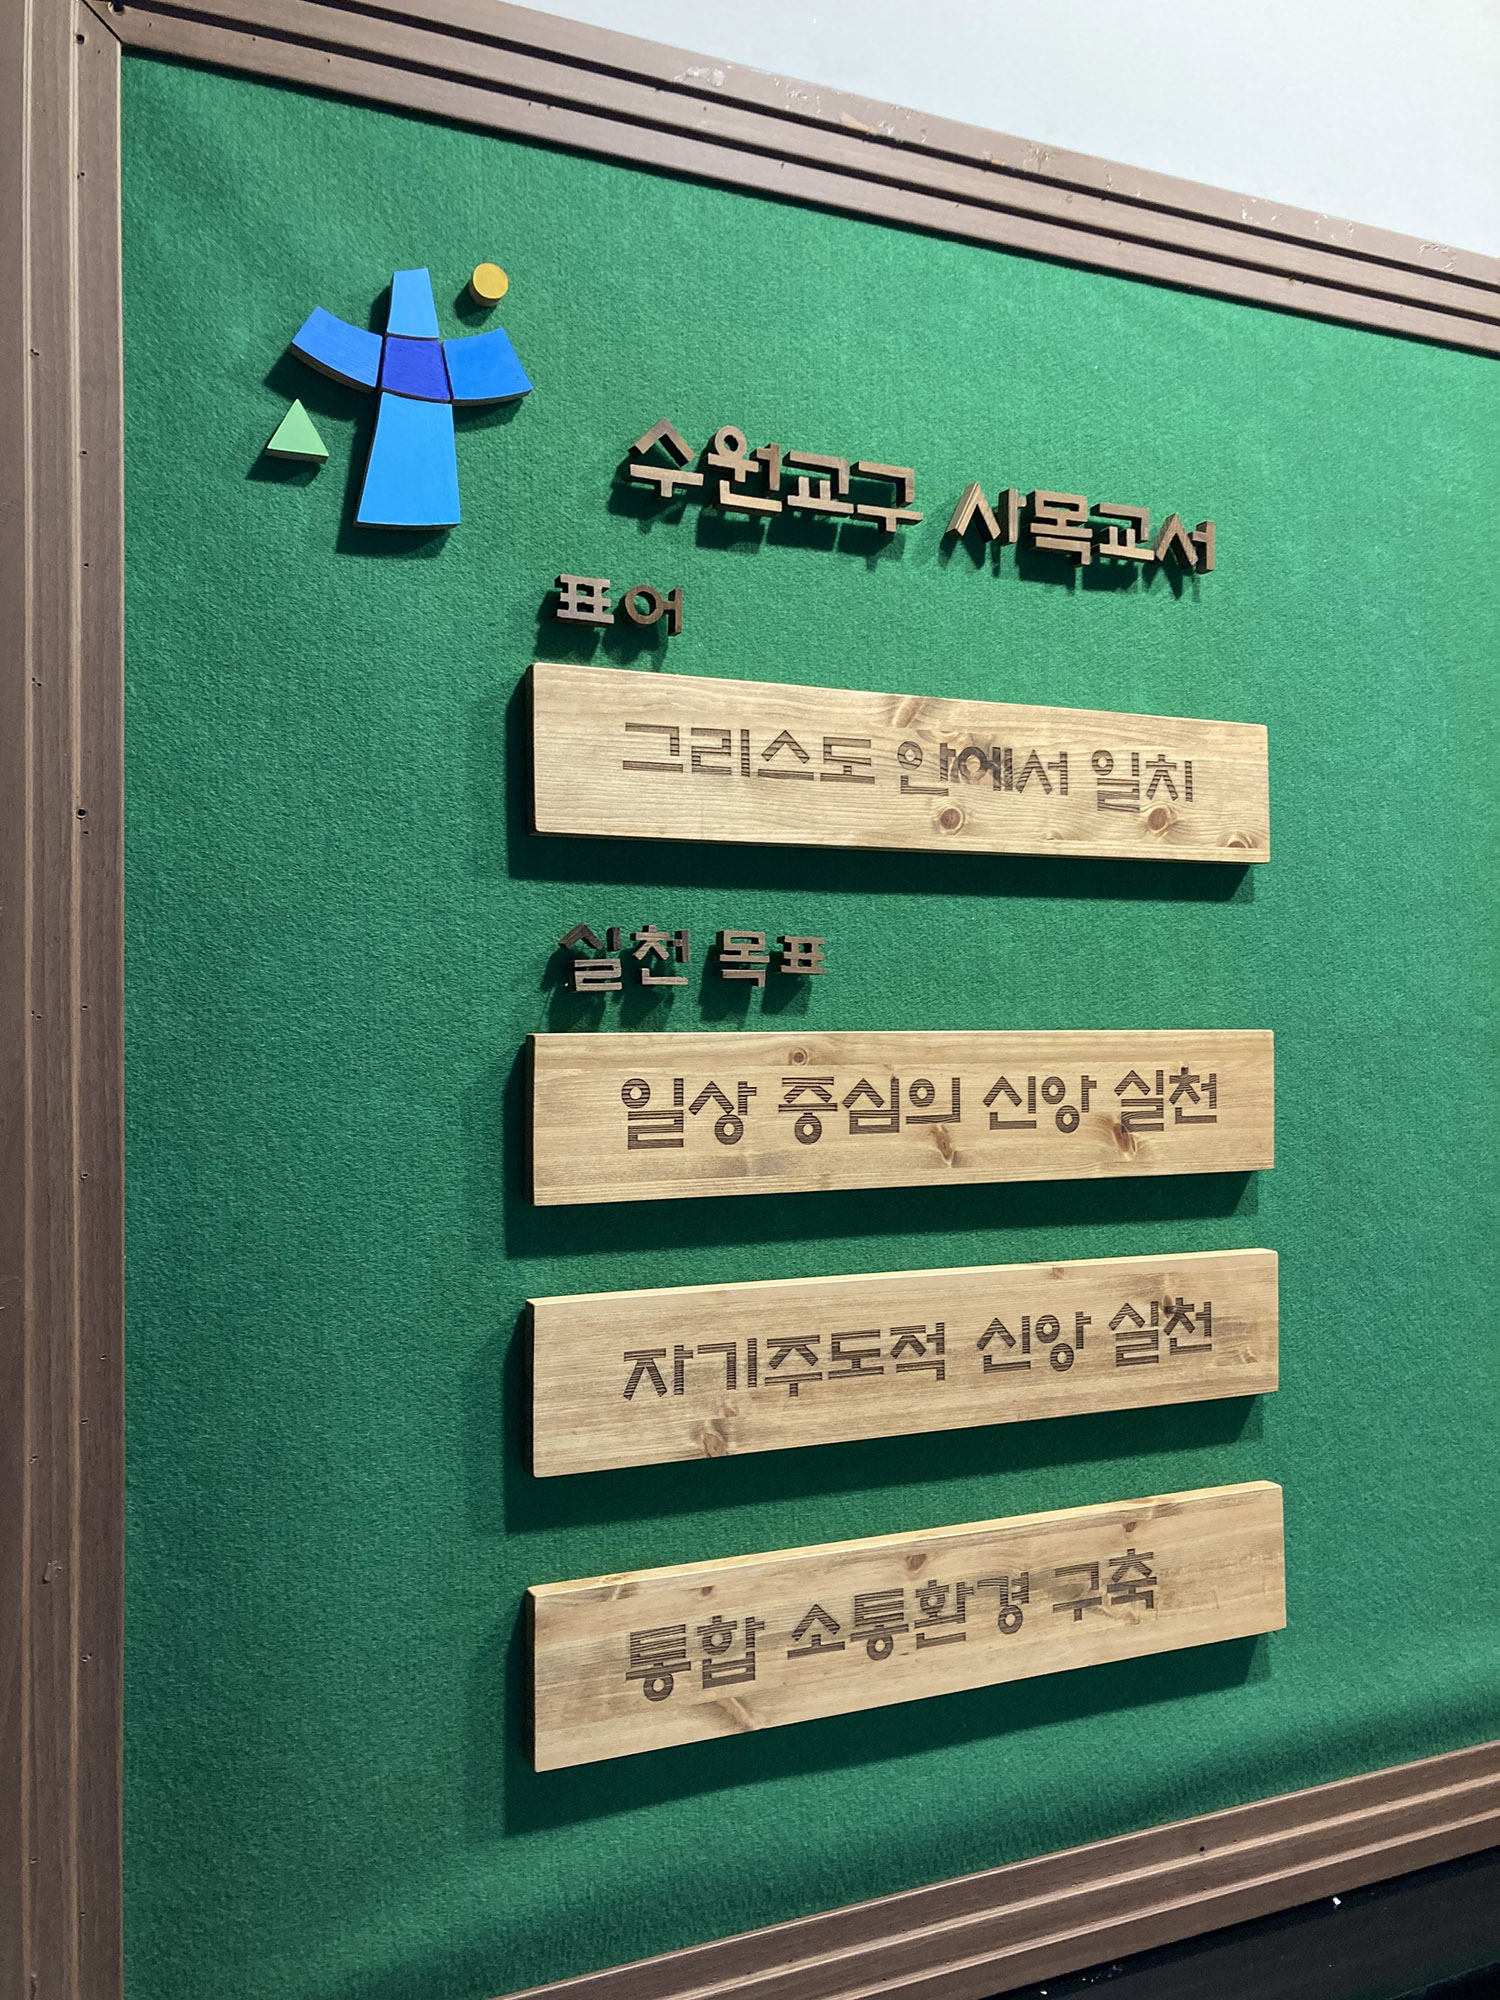 수원교구 사목교서
표어
그리스도 안에서 일치
실천 목표
일상 중심의 신앙 실천
자기주도적 신앙 실천
통합 소통환경 구축